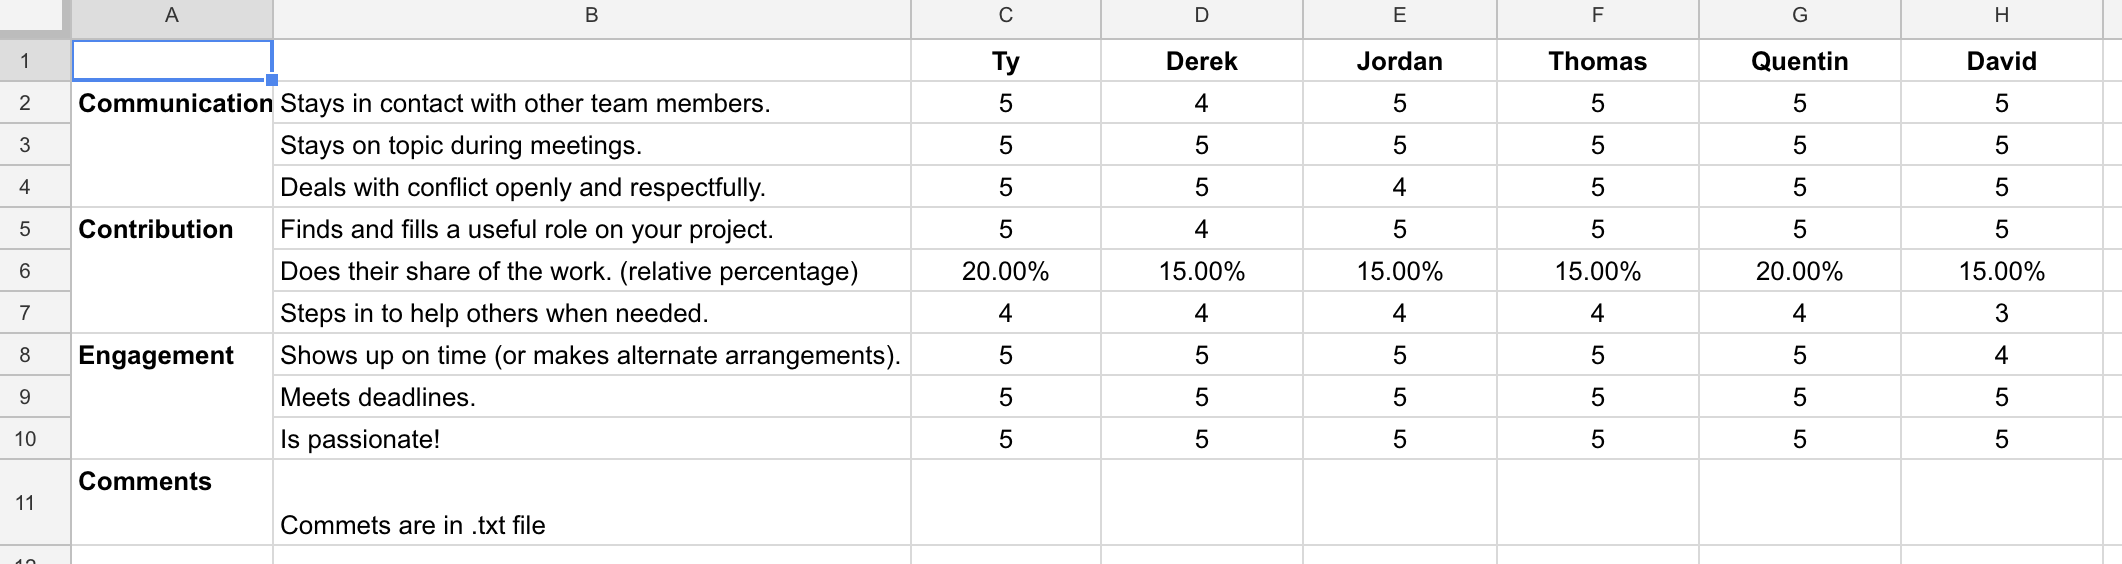 A B C D E F G H
1 Ty Derek Jordan Thomas Quentin David
2 Communication Stays in contact with other team members. 5 4 5 5 5 5
3 Stays on topic during meetings. 5 5 5 5 5 5
4 Deals with conflict openly and respectfully. 5 5 4 5 5 5
5 Contribution Finds and fills a useful role on your project. 5 4 5 5 5 5
6 Does their share of the work. (relative percentage) 20.00% 15.00% 15.00% 15.00% 20.00% 15.00%
7 Steps in to help others when needed. 4 4 4 4 4 3
8 Engagement Shows up on time (or makes alternate arrangements). 5 5 5 5 5 4
9 Meets deadlines. 5 5 5 5 5 5
10 Is passionate! 5 5 5 5 5 5
Comments
11 Commets are in .txt file